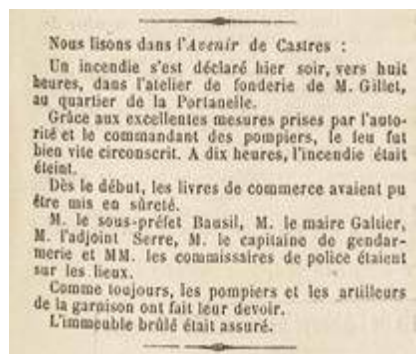 Nous lisons dans l'Avenir de Castres :
Un incendie s'est déclaré hier soir, vers huit
heures, dans l'atelier de fonderie de M. Gillet,
au quartier de la Portanelle.
Grâce aux excellentes mesures prises par l'auto-
rité et le commandant des pompiers, le feu fut
bien vite circonscrit. A dix heures, l'incendie était
éteint.
Dès le début, les livres de commerce avaient pu
être mis en sûreté.
M. le sous-préfet Bausil, M. le maire Galtier,
M. l'adjoint Serre, M. le capitaine de gendar-
merie et MM. les commissaires de police étaient
sur les lieux.
Comme toujours, les pompiers et les artilleurs
de la garnison ont fait leur devoir.
L'immeuble brûlé était assuré.